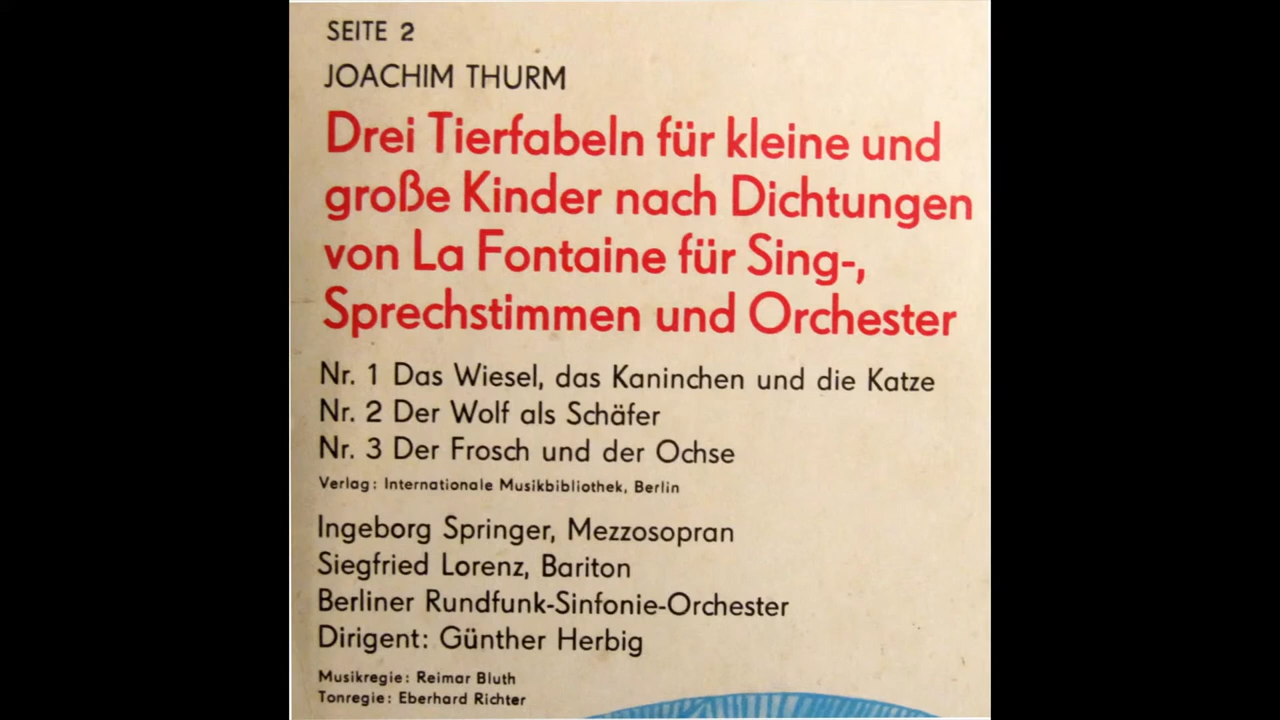 SEITE 2
JOACHIM THURM
Drei Tierfabeln für kleine und
große Kinder nach Dichtungen
von La Fontaine für Sing-,
Sprechstimmen und Orchester
Nr. 1 Das Wiesel, das Kaninchen und die Katze
Nr. 2 Der Wolf als Schäfer
Nr. 3 Der Frosch und der Ochse
Verlag: Internationale Musikbibliothek, Berlin
Ingeborg Springer, Mezzosopran
Siegfried Lorenz, Bariton
Berliner Rundfunk-Sinfonie-Orchester
Dirigent: Günther Herbig
Musikregie: Reimar Bluth
Tonregie: Eberhard Richter